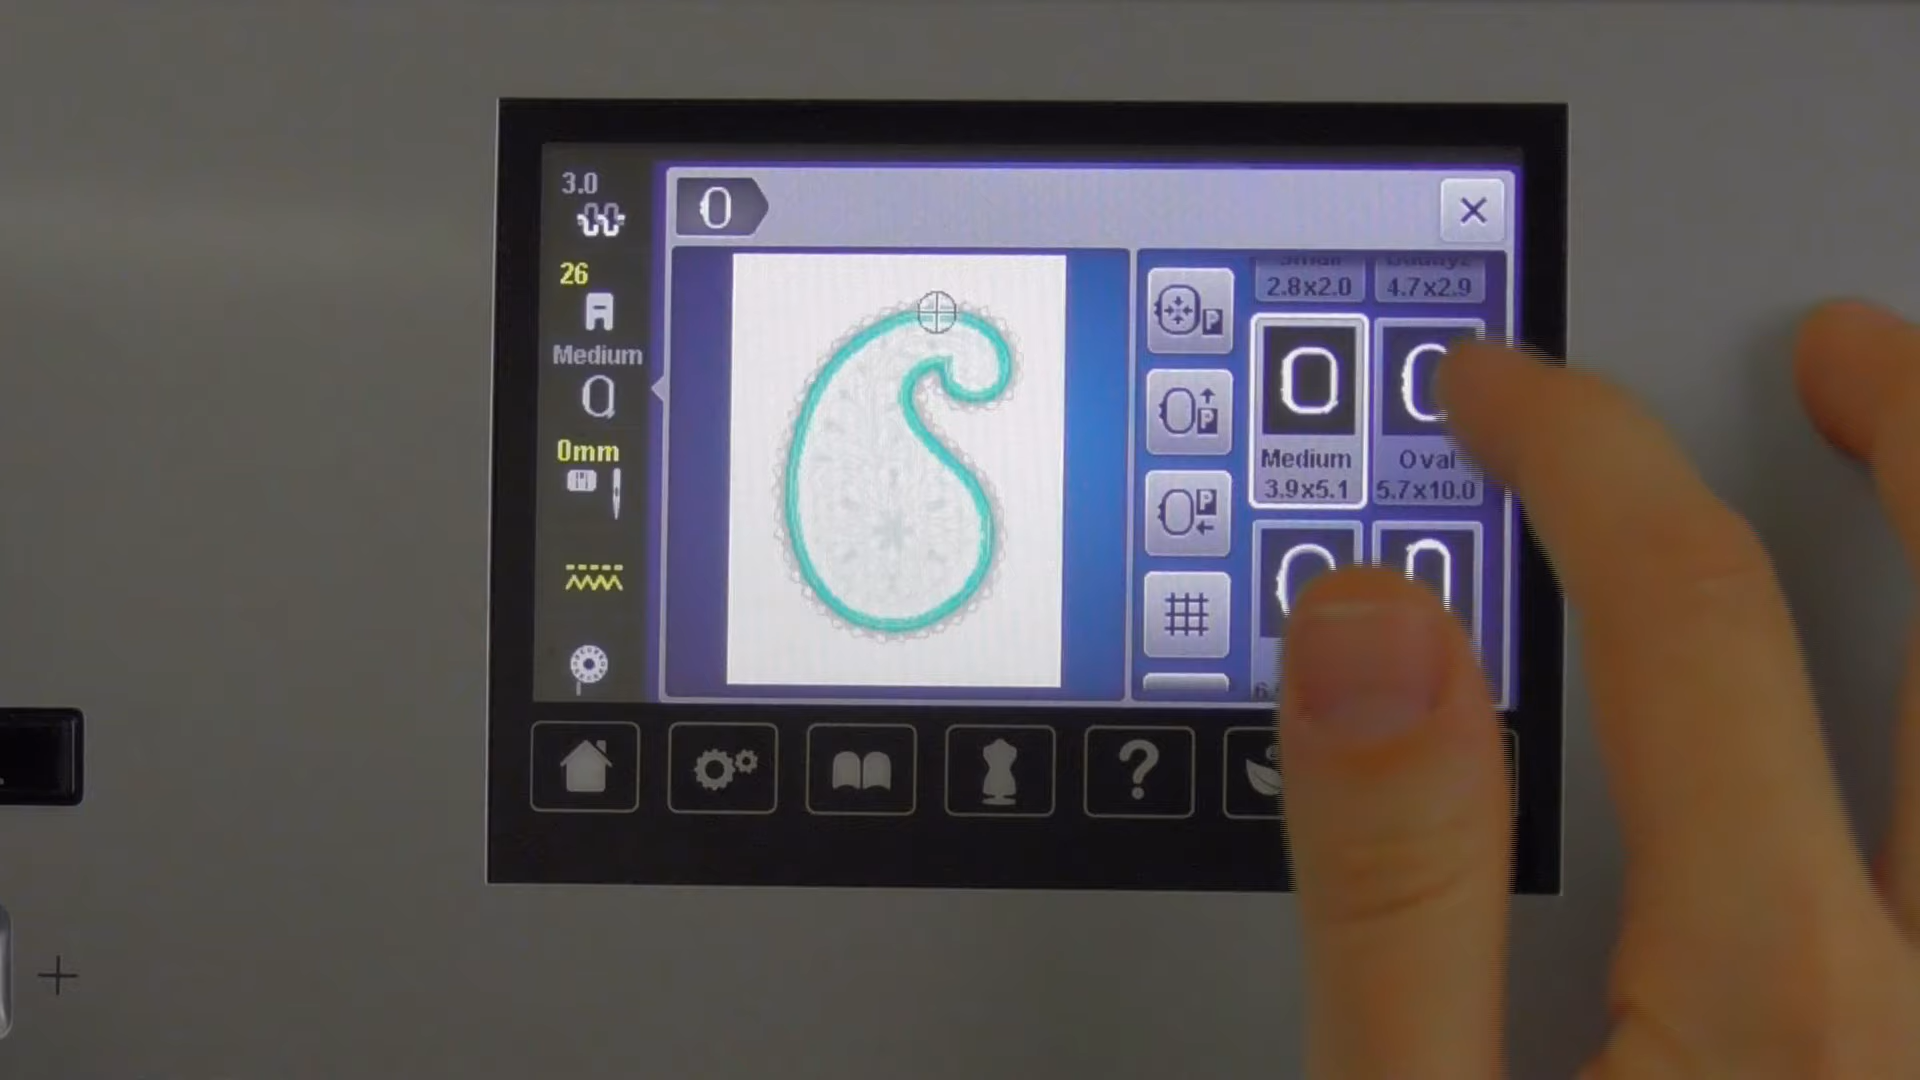 3.0
26
Medium
0mm
P
P
P
2.8x2.0
4.7x2.9
Medium
3.9x5.1
Oval
5.7x10.0
?